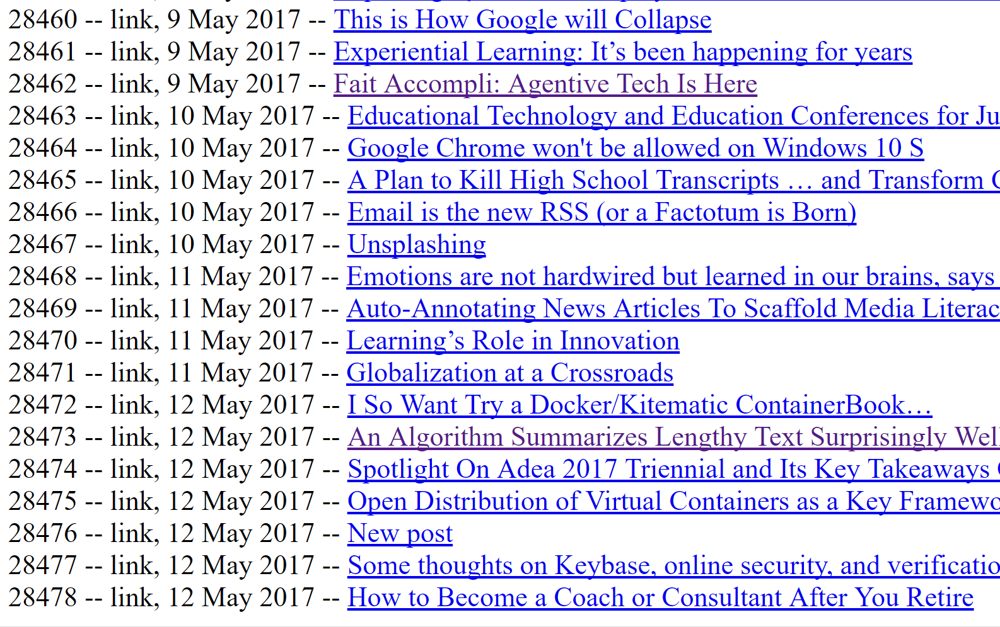 28460 -- link, 9 May 2017 -- This is How Google will Collapse
28461 -- link, 9 May 2017 -- Experiential Learning: It’s been happening for years
28462 -- link, 9 May 2017 -- Fait Accompli: Agentive Tech Is Here
28463 -- link, 10 May 2017 -- Educational Technology and Education Conferences for Ju
28464 -- link, 10 May 2017 -- Google Chrome won't be allowed on Windows 10 S
28465 -- link, 10 May 2017 -- A Plan to Kill High School Transcripts … and Transform
28466 -- link, 10 May 2017 -- Email is the new RSS (or a Factotum is Born)
28467 -- link, 10 May 2017 -- Unsplashing
28468 -- link, 11 May 2017 -- Emotions are not hardwired but learned in our brains, says
28469 -- link, 11 May 2017 -- Auto-Annotating News Articles To Scaffold Media Literac
28470 -- link, 11 May 2017 -- Learning’s Role in Innovation
28471 -- link, 11 May 2017 -- Globalization at a Crossroads
28472 -- link, 12 May 2017 -- I So Want Try a Docker/Kitematic ContainerBook…
28473 -- link, 12 May 2017 -- An Algorithm Summarizes Lengthy Text Surprisingly Well
28474 -- link, 12 May 2017 -- Spotlight On Adea 2017 Triennial and Its Key Takeaways
28475 -- link, 12 May 2017 -- Open Distribution of Virtual Containers as a Key Framewo
28476 -- link, 12 May 2017 -- New post
28477 -- link, 12 May 2017 -- Some thoughts on Keybase, online security, and verificatio
28478 -- link, 12 May 2017 -- How to Become a Coach or Consultant After You Retire